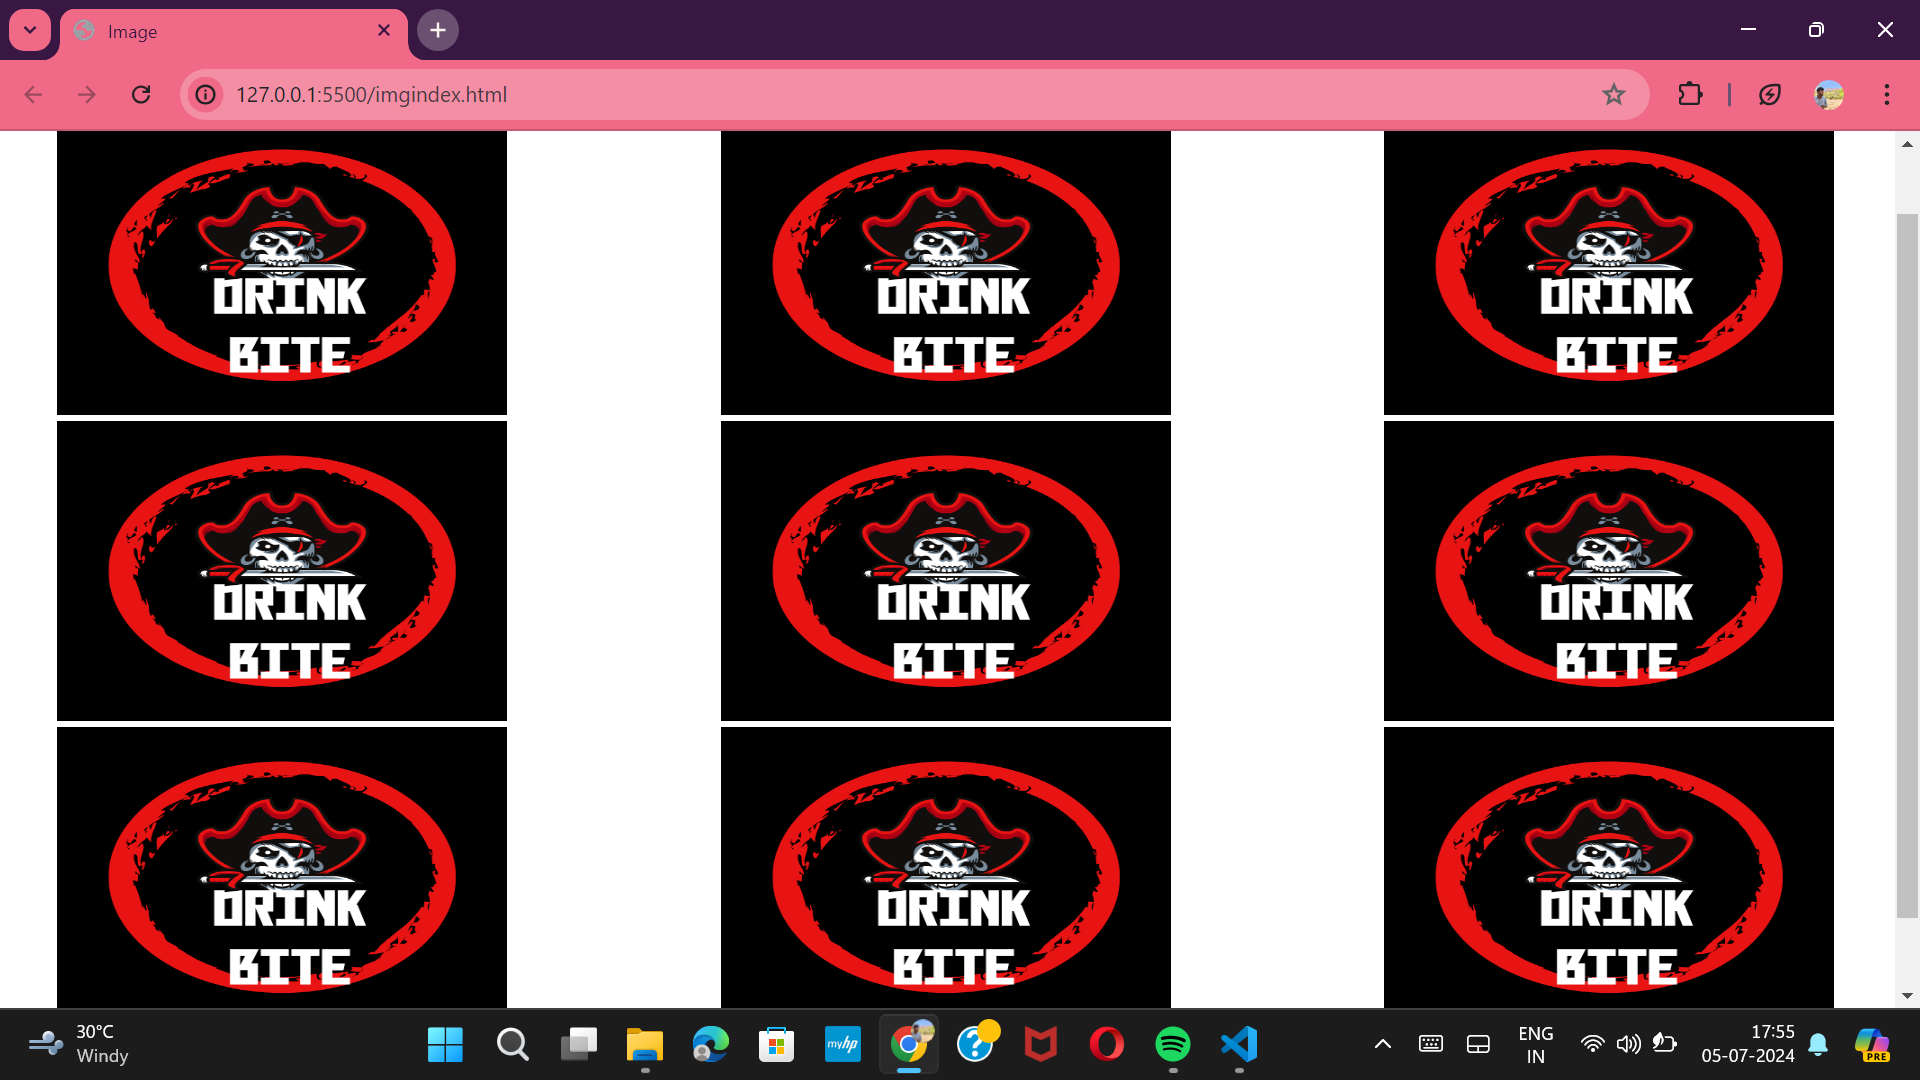 Image
127.0.0.1:5500/imgindex.html
DRINK
BITE
DRINK
BITE
DRINK
BITE
DRINK
BITE
DRINK
BITE
DRINK
BITE
DRINK
BITE
DRINK
BITE
DRINK
BITE
30°C
Windy
myhp
ENG
IN
17:55
05-07-2024
PRE